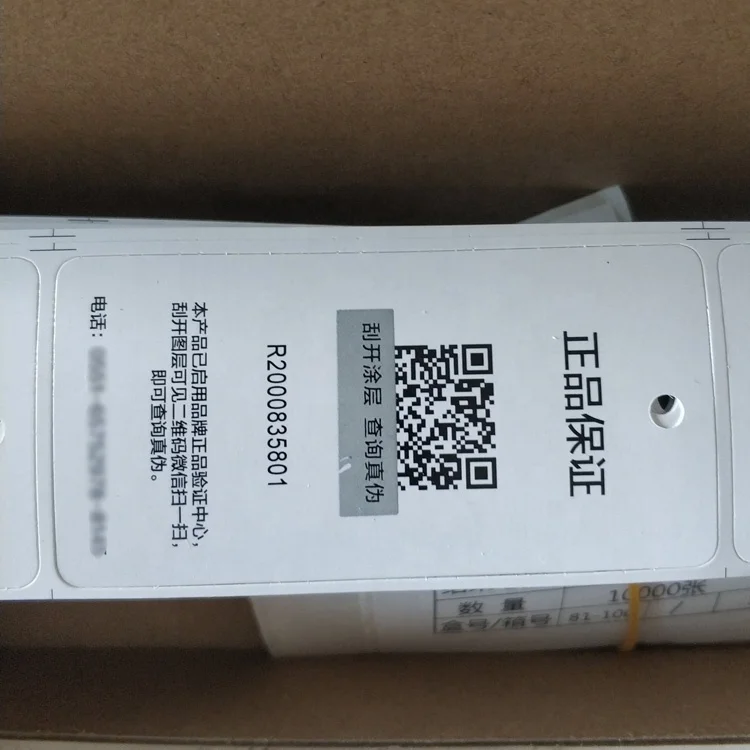 正品保证
刮开涂层 查询真伪
R2000835801
本产品已启用品牌正品验证中心,
刮开图层可见二维码微信扫一扫,
即可查询真伪。
电话:
10000张
数量